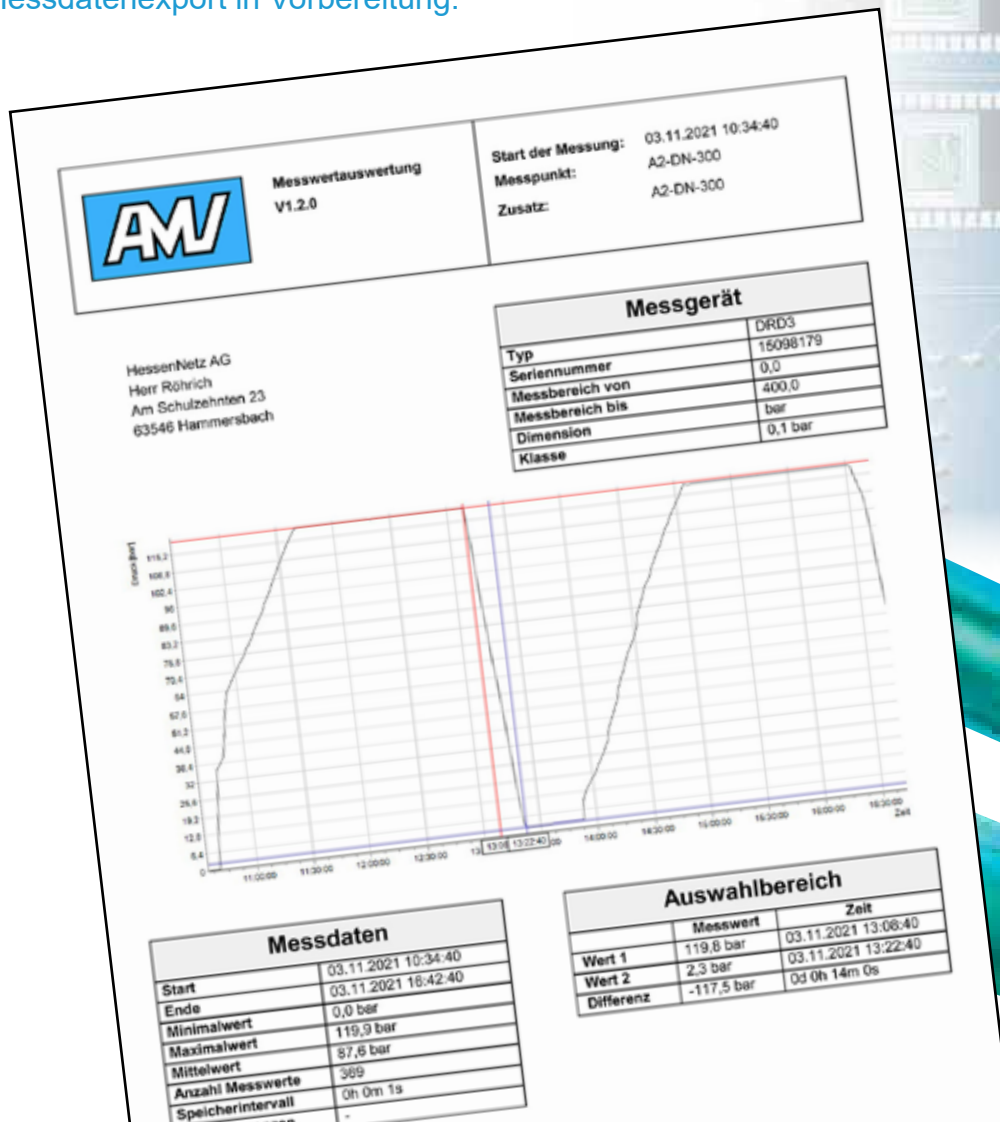 Messdatenexport in Vorbereitung.
AMV
Messwertauswertung
V1.2.0
Start der Messung: 03.11.2021 10:34:40
Messpunkt: A2-DN-300
Zusatz: A2-DN-300
HessenNetz AG
Herr Röhrich
Am Schulzehnten 23
63546 Hammersbach
Messgerät
Typ DRD3
Seriennummer 15098179
Messbereich von 0,0
Messbereich bis 400,0
Dimension bar
Klasse 0,1 bar
Druck [bar]
115,2
108,8
102,4
96
89,6
83,2
76,8
70,4
64
57,6
51,2
44,8
38,4
32
25,6
19,2
12,8
6,4
0
11:00:00 11:30:00 12:00:00 12:30:00 13:08 13:22:40 14:00:00 14:30:00 15:00:00 15:30:00 16:00:00 16:30:00
Zeit
Messdaten
Start 03.11.2021 10:34:40
Ende 03.11.2021 16:42:40
Minimalwert 0,0 bar
Maximalwert 119,9 bar
Mittelwert 87,6 bar
Anzahl Messwerte 369
Speicherintervall 0h 0m 1s
-
Auswahlbereich
Messwert Zeit
Wert 1 119,8 bar 03.11.2021 13:08:40
Wert 2 2,3 bar 03.11.2021 13:22:40
Differenz -117,5 bar 0d 0h 14m 0s